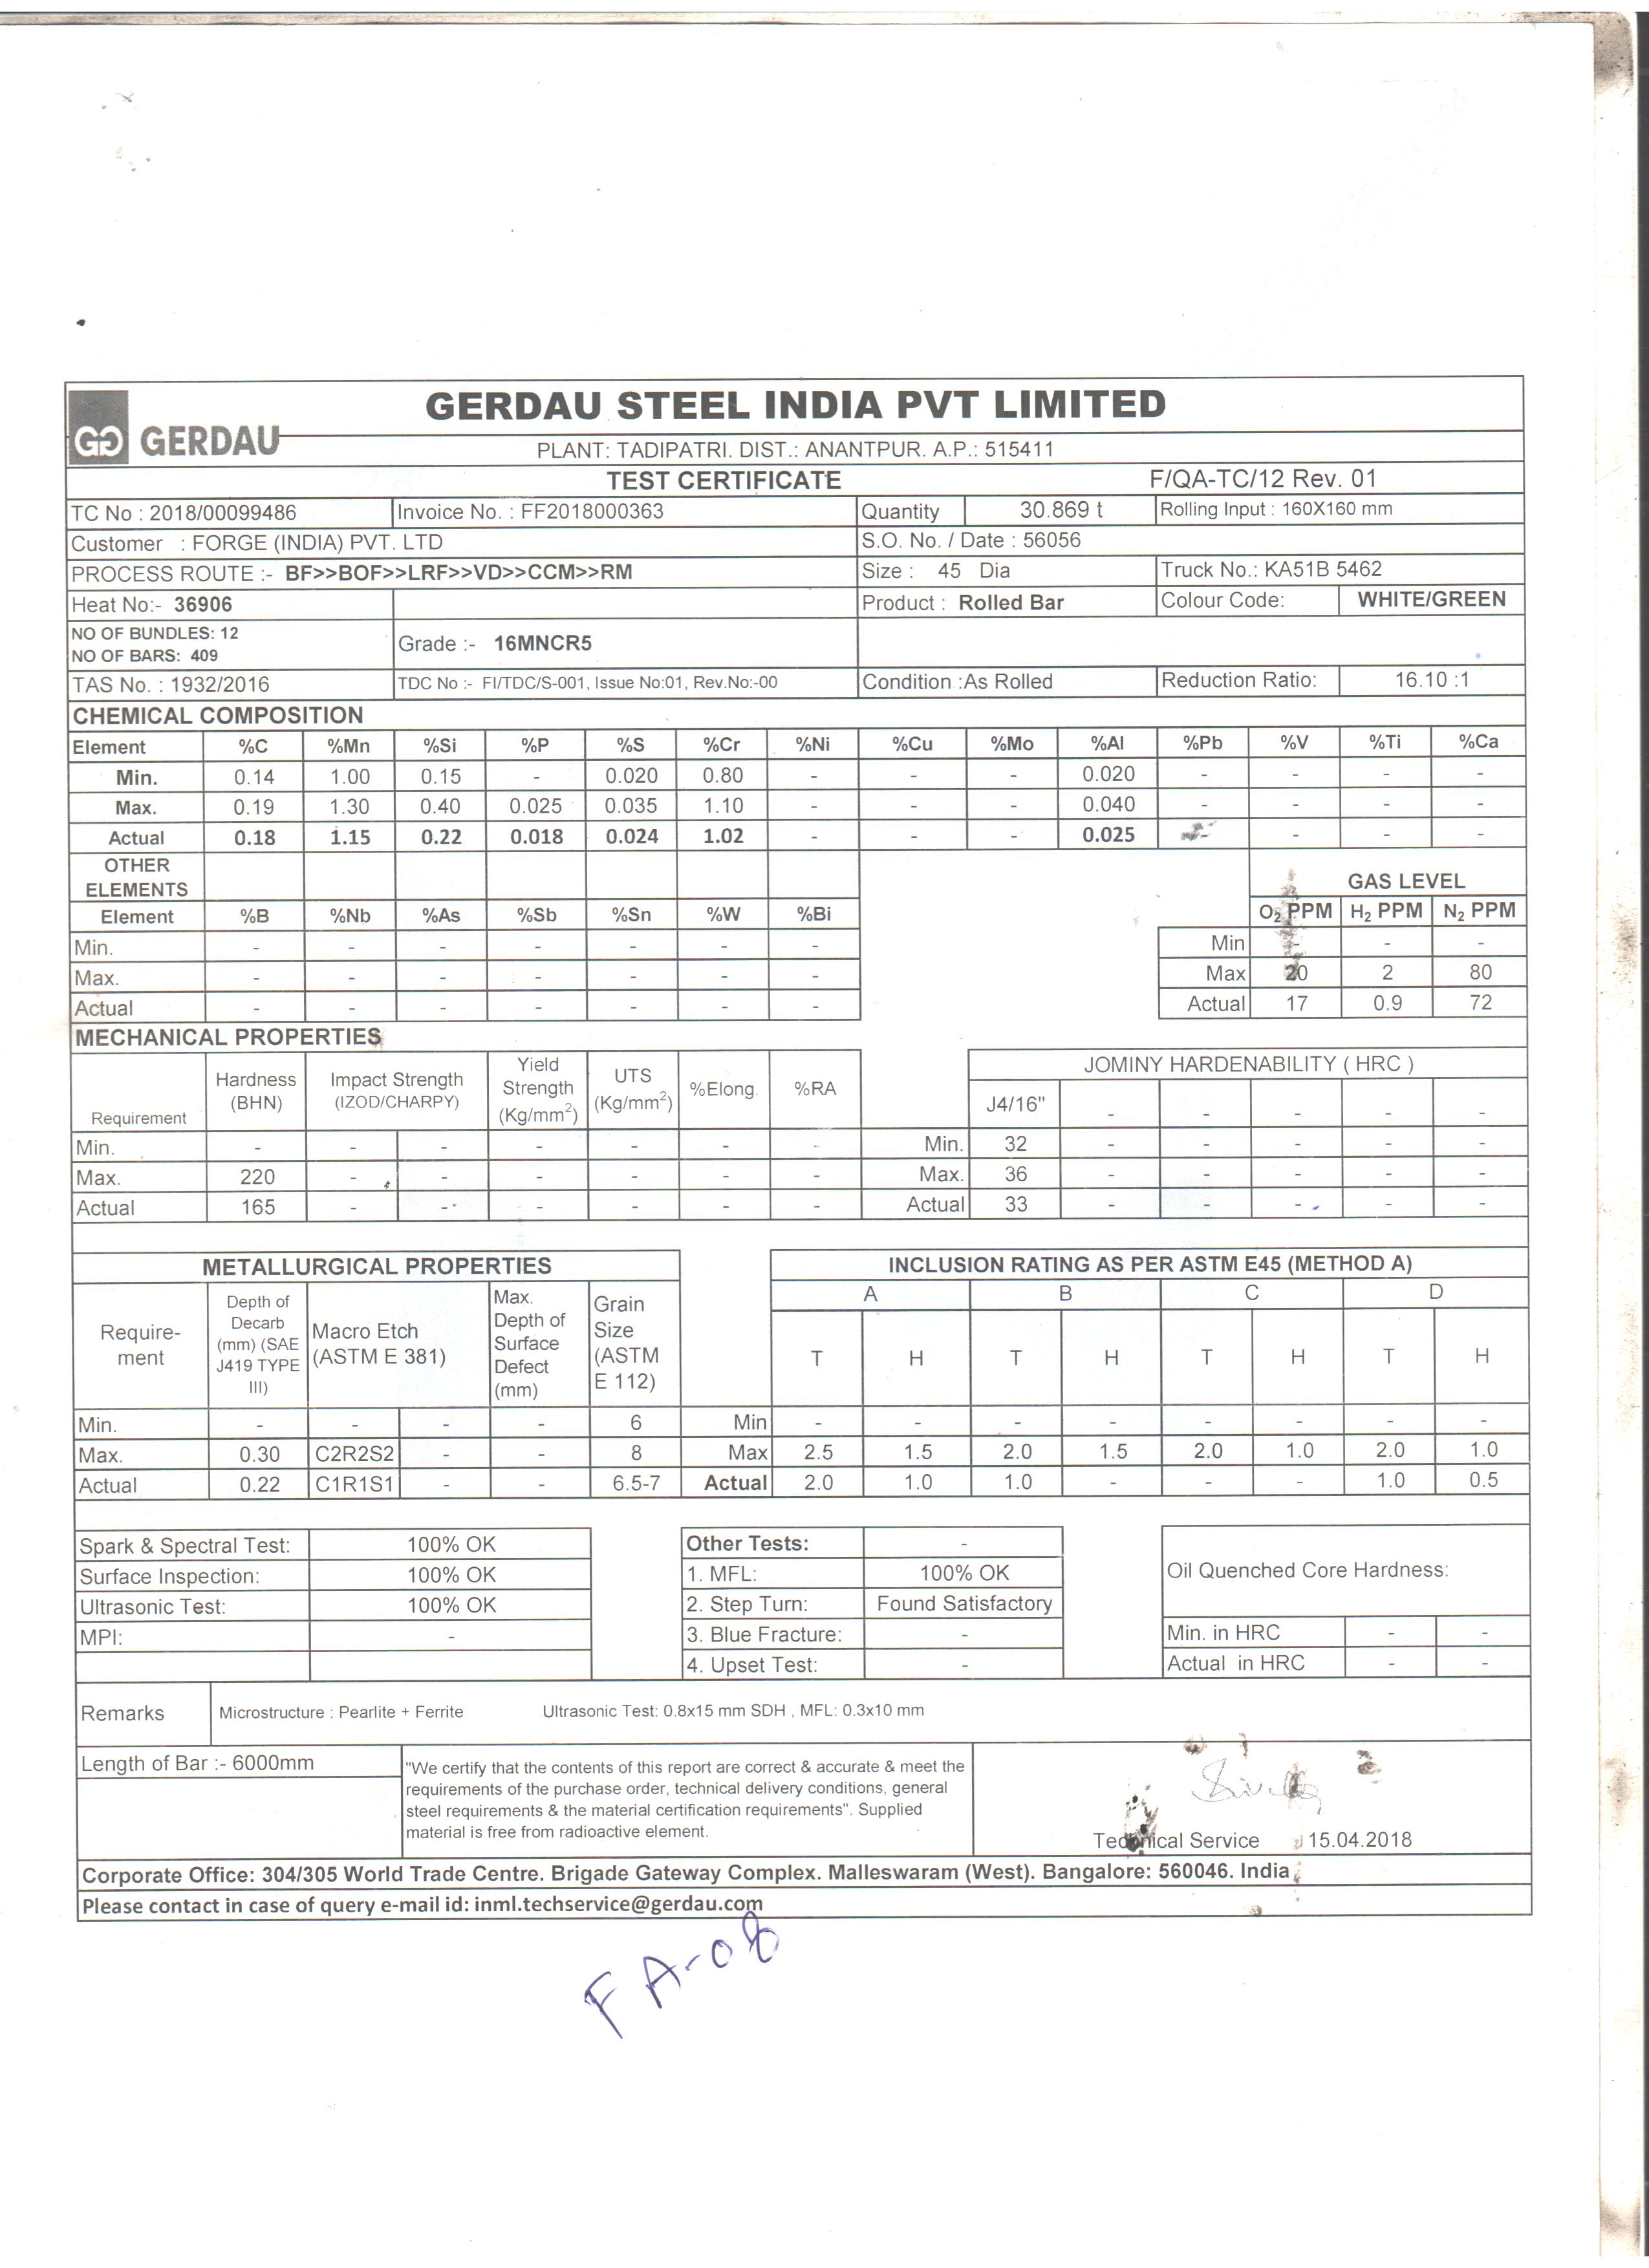 GERDAU STEEL INDIA PVT LIMITED
GERDAU
PLANT: TADIPATRI. DIST.: ANANTPUR. A.P.: 515411
TEST CERTIFICATE F/QA-TC/12 Rev. 01
TC No : 2018/00099486 Invoice No. : FF2018000363 Quantity 30.869 t Rolling Input : 160X160 mm
Customer : FORGE (INDIA) PVT. LTD S.O. No. / Date : 56056
PROCESS ROUTE :- BF>>BOF>>LRF>>VD>>CCM>>RM Size : 45 Dia Truck No.: KA51B 5462
Heat No:- 36906 Product : Rolled Bar Colour Code: WHITE/GREEN
NO OF BUNDLES: 12
NO OF BARS: 409 Grade :- 16MNCR5
TAS No. : 1932/2016 TDC No :- FI/TDC/S-001, Issue No:01, Rev.No:-00 Condition :As Rolled Reduction Ratio: 16.10 :1
CHEMICAL COMPOSITION
Element %C %Mn %Si %P %S %Cr %Ni %Cu %Mo %Al %Pb %V %Ti %Ca
Min. 0.14 1.00 0.15 - 0.020 0.80 - - - 0.020 - - - -
Max. 0.19 1.30 0.40 0.025 0.035 1.10 - - - 0.040 - - - -
Actual 0.18 1.15 0.22 0.018 0.024 1.02 - - - 0.025 - - - -
OTHER
ELEMENTS GAS LEVEL
Element %B %Nb %As %Sb %Sn %W %Bi O2 PPM H2 PPM N2 PPM
Min. - - - - - - - Min - - -
Max. - - - - - - - Max 20 2 80
Actual - - - - - - - Actual 17 0.9 72
MECHANICAL PROPERTIES
Requirement Hardness (BHN) Impact Strength (IZOD/CHARPY) Yield Strength (Kg/mm2) UTS (Kg/mm2) %Elong. %RA JOMINY HARDENABILITY ( HRC )
J4/16" - - - - -
Min. - - - - - - - Min. 32 - - - - -
Max. 220 - - - - - - Max. 36 - - - - -
Actual 165 - - - - - - Actual 33 - - - - -
METALLURGICAL PROPERTIES INCLUSION RATING AS PER ASTM E45 (METHOD A)
Require-ment Depth of Decarb (mm) (SAE J419 TYPE III) Macro Etch (ASTM E 381) Max. Depth of Surface Defect (mm) Grain Size (ASTM E 112)
A B C D
T H T H T H T H
Min. - - - - 6 Min - - - - - - - -
Max. 0.30 C2R2S2 - - 8 Max 2.5 1.5 2.0 1.5 2.0 1.0 2.0 1.0
Actual 0.22 C1R1S1 - - 6.5-7 Actual 2.0 1.0 1.0 - - - 1.0 0.5
Spark & Spectral Test: 100% OK Other Tests: -
Surface Inspection: 100% OK 1. MFL: 100% OK Oil Quenched Core Hardness:
Ultrasonic Test: 100% OK 2. Step Turn: Found Satisfactory
MPI: - 3. Blue Fracture: - Min. in HRC - -
4. Upset Test: - Actual in HRC - -
Remarks Microstructure : Pearlite + Ferrite Ultrasonic Test: 0.8x15 mm SDH , MFL: 0.3x10 mm
Length of Bar :- 6000mm
"We certify that the contents of this report are correct & accurate & meet the
requirements of the purchase order, technical delivery conditions, general
steel requirements & the material certification requirements". Supplied
material is free from radioactive element.
Technical Service 15.04.2018
Corporate Office: 304/305 World Trade Centre. Brigade Gateway Complex. Malleswaram (West). Bangalore: 560046. India
Please contact in case of query e-mail id: inml.techservice@gerdau.com
FA-08